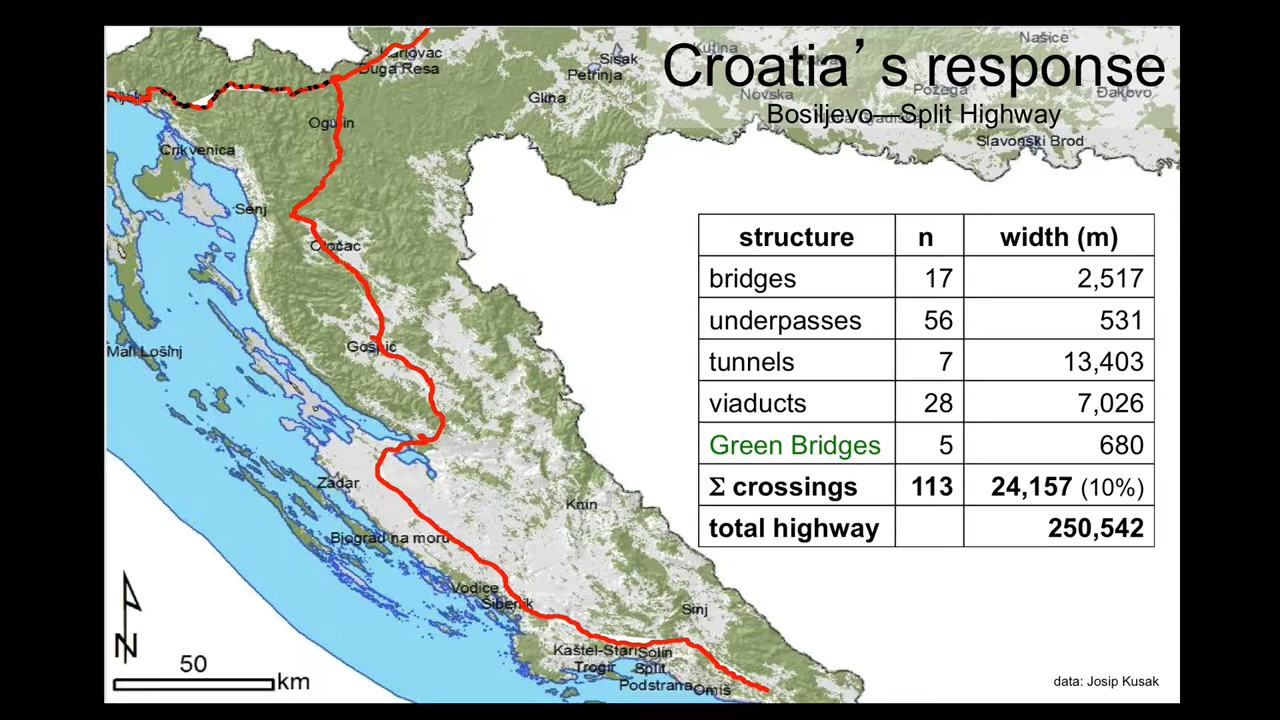 Croatia’s response
Bosiljevo—Split Highway
structure n width (m)
bridges 17 2,517
underpasses 56 531
tunnels 7 13,403
viaducts 28 7,026
Green Bridges 5 680
Σ crossings 113 24,157 (10%)
total highway 250,542
data: Josip Kusak
Karlovac
Duga Resa
Sisak
Petrinja
Glina
Kutina
Novska
Našice
Požega
Đakovo
Slavonski Brod
Ogulin
Crikvenica
Senj
Otočac
Mali Lošinj
Gospić
Zadar
Knin
Biograd na moru
Vodice
Šibenik
Sinj
Kaštel-Stari
Solin
Trogir
Split
Podstrana
Omiš
N
50
km